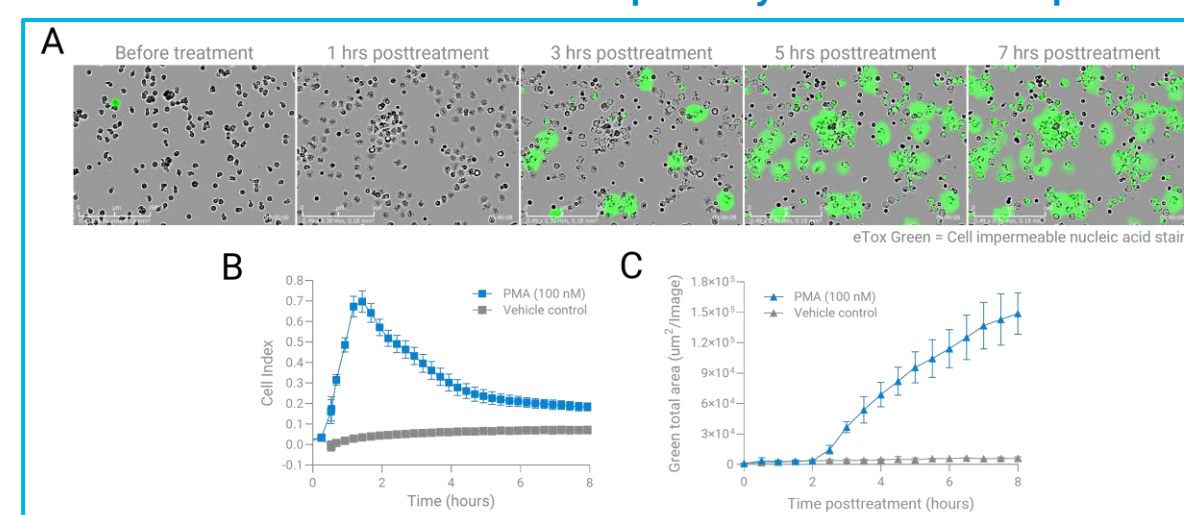 A
Before treatment
1 hrs posttreatment
3 hrs posttreatment
5 hrs posttreatment
7 hrs posttreatment
eTox Green = Cell impermeable nucleic acid stain
B
Cell Index
0.8
0.7
0.6
0.5
0.4
0.3
0.2
0.1
0.0
-0.1
PMA (100 nM)
Vehicle control
0 2 4 6 8
Time (hours)
C
Green total area (um²/Image)
1.8×10⁵
1.5×10⁵
1.2×10⁵
9×10⁴
6×10⁴
3×10⁴
0
PMA (100 nM)
Vehicle control
0 2 4 6 8
Time posttreatment (hours)